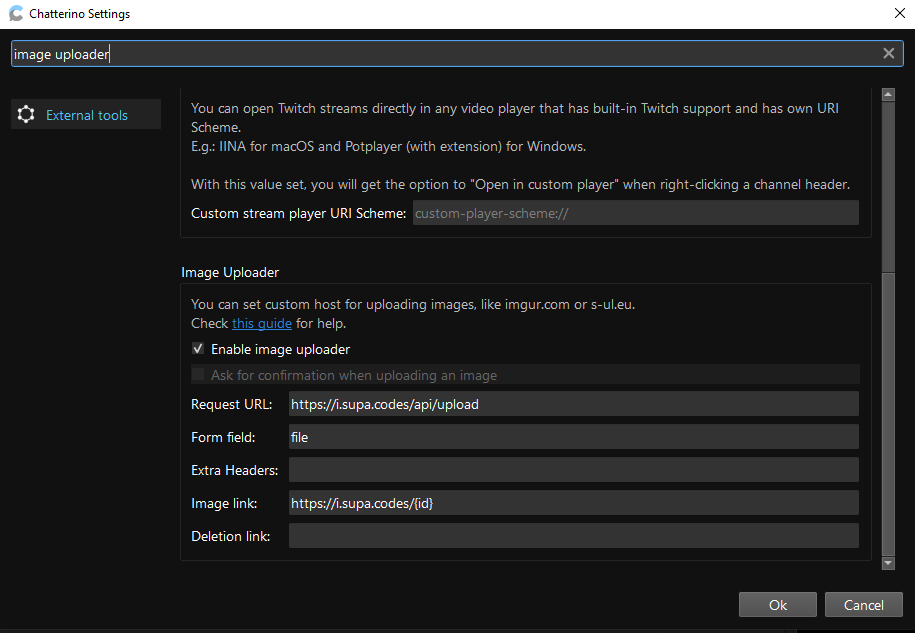 Chatterino Settings
image uploader
External tools
You can open Twitch streams directly in any video player that has built-in Twitch support and has own URI
Scheme.
E.g.: IINA for macOS and Potplayer (with extension) for Windows.
With this value set, you will get the option to "Open in custom player" when right-clicking a channel header.
Custom stream player URI Scheme: custom-player-scheme://
Image Uploader
You can set custom host for uploading images, like imgur.com or s-ul.eu.
Check this guide for help.
Enable image uploader
Ask for confirmation when uploading an image
Request URL: https://i.supa.codes/api/upload
Form field: file
Extra Headers:
Image link: https://i.supa.codes/{id}
Deletion link:
Ok Cancel